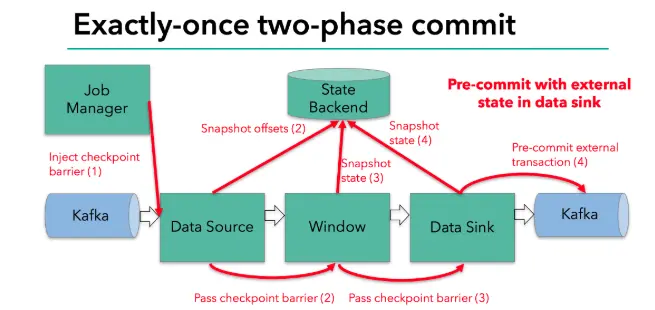 Exactly-once two-phase commit
Job
Manager
State
Backend
Pre-commit with external
state in data sink
Snapshot offsets (2)
Snapshot
state (4)
Pre-commit external
transaction (4)
Inject checkpoint
barrier (1)
Snapshot
state (3)
Kafka
Data Source
Window
Data Sink
Kafka
Pass checkpoint barrier (2)
Pass checkpoint barrier (3)